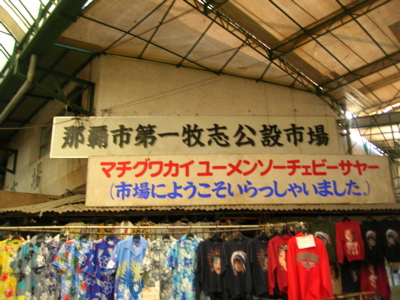 那覇市第一牧志公設市場
マチグヮカイユーメンソーチェービーサヤー
(市場にようこそいらっしゃいました。)